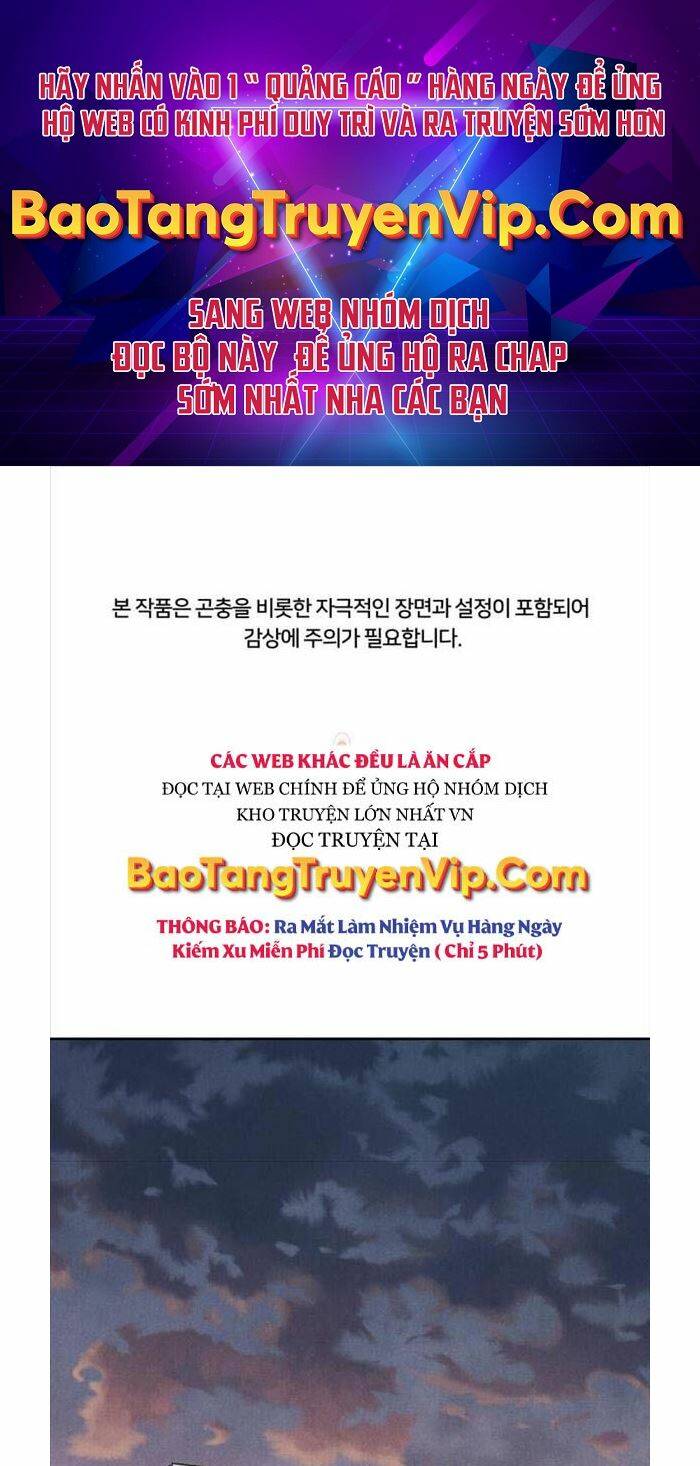 HÃY NHẤN VÀO 1 “ QUẢNG CÁO ” HÀNG NGÀY ĐỂ ỦNG
HỘ WEB CÓ KINH PHÍ DUY TRÌ VÀ RA TRUYỆN SỚM HƠN
BaoTangTruyenVip.Com
SANG WEB NHÓM DỊCH
ĐỌC BỘ NÀY ĐỂ ỦNG HỘ RA CHAP
SỚM NHẤT NHA CÁC BẠN
본 작품은 곤충을 비롯한 자극적인 장면과 설정이 포함되어
감상에 주의가 필요합니다.
CÁC WEB KHÁC ĐỀU LÀ ĂN CẮP
ĐỌC TẠI WEB CHÍNH ĐỂ ỦNG HỘ NHÓM DỊCH
KHO TRUYỆN LỚN NHẤT VN
ĐỌC TRUYỆN TẠI
BaoTangTruyenVip.Com
THÔNG BÁO: Ra Mắt Làm Nhiệm Vụ Hàng Ngày
Kiếm Xu Miễn Phí Đọc Truyện ( Chỉ 5 Phút)